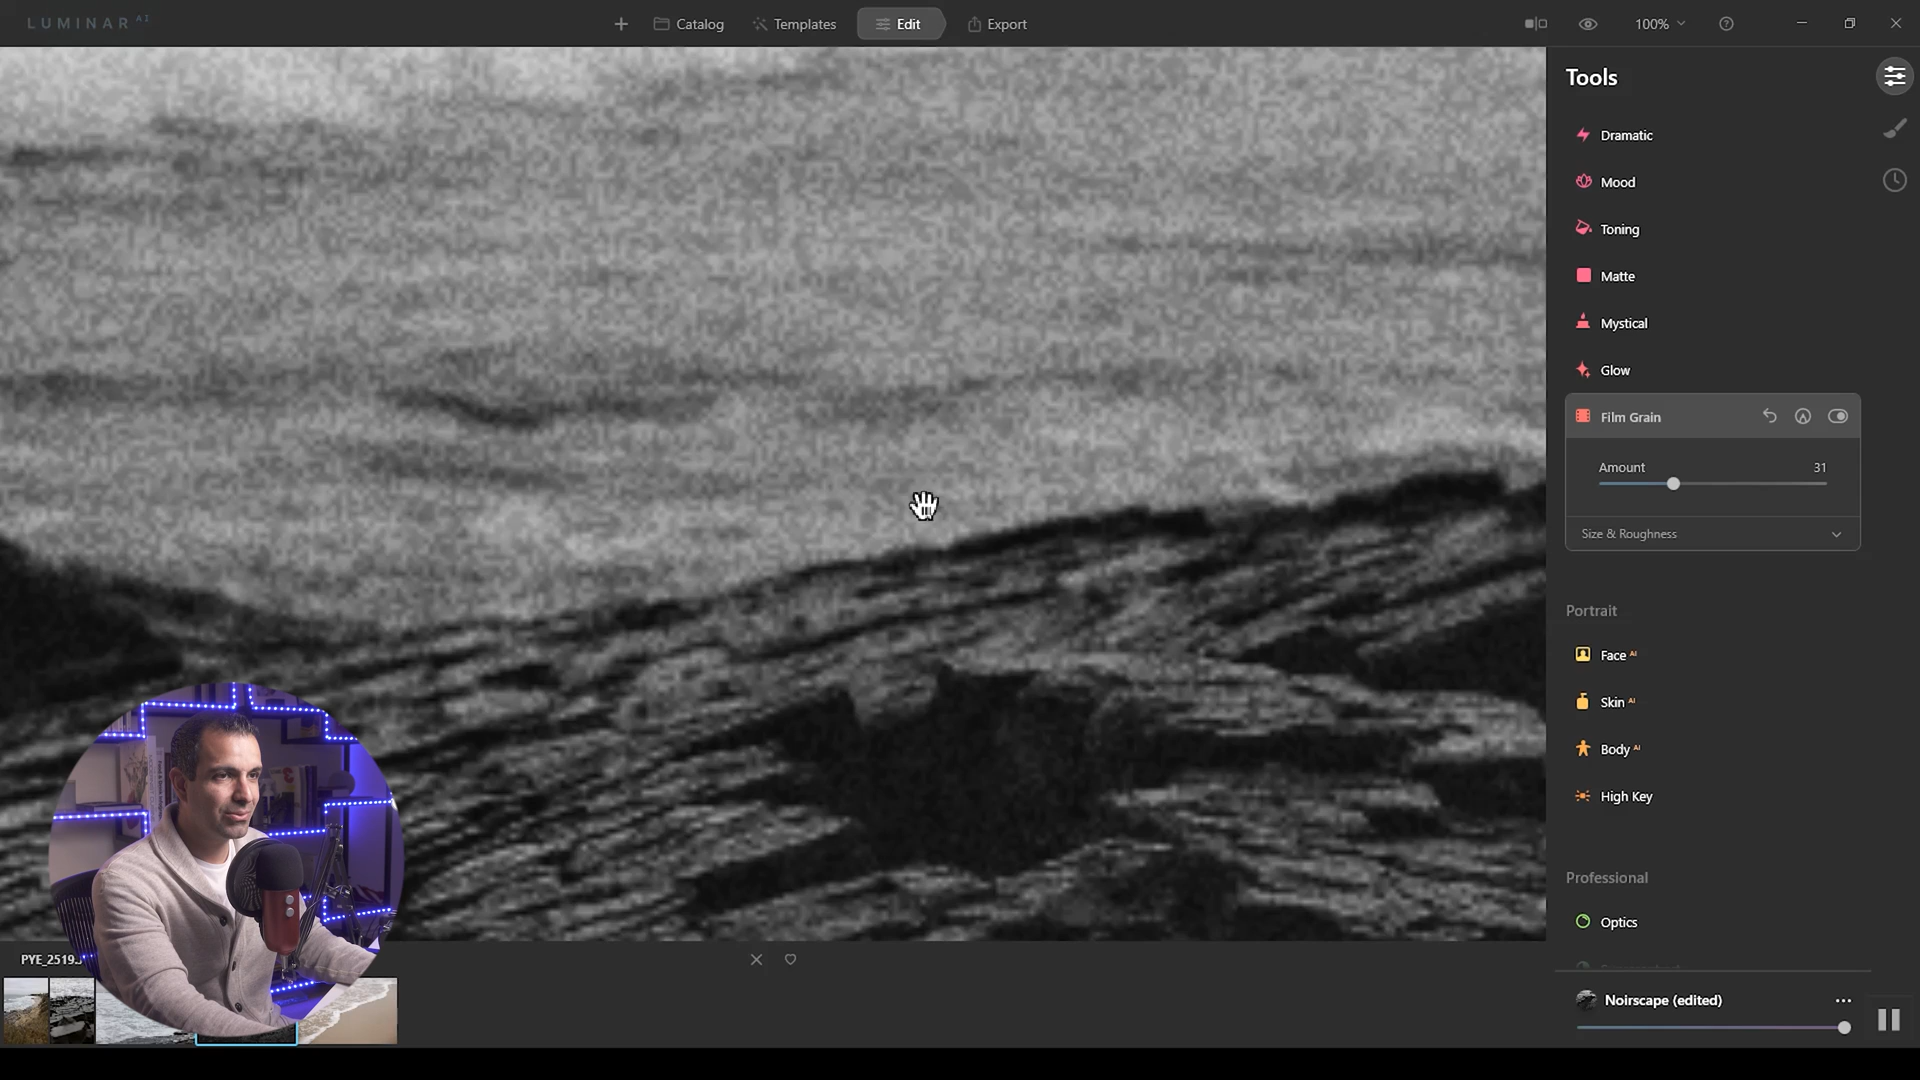 LUMINAR AI
Catalog
Templates
Edit
Export
100%
Tools
Dramatic
Mood
Toning
Matte
Mystical
Glow
Film Grain
Amount 31
Size & Roughness
Portrait
Face AI
Skin AI
Body AI
High Key
Professional
Optics
PYE_2519.
Noirscape (edited)